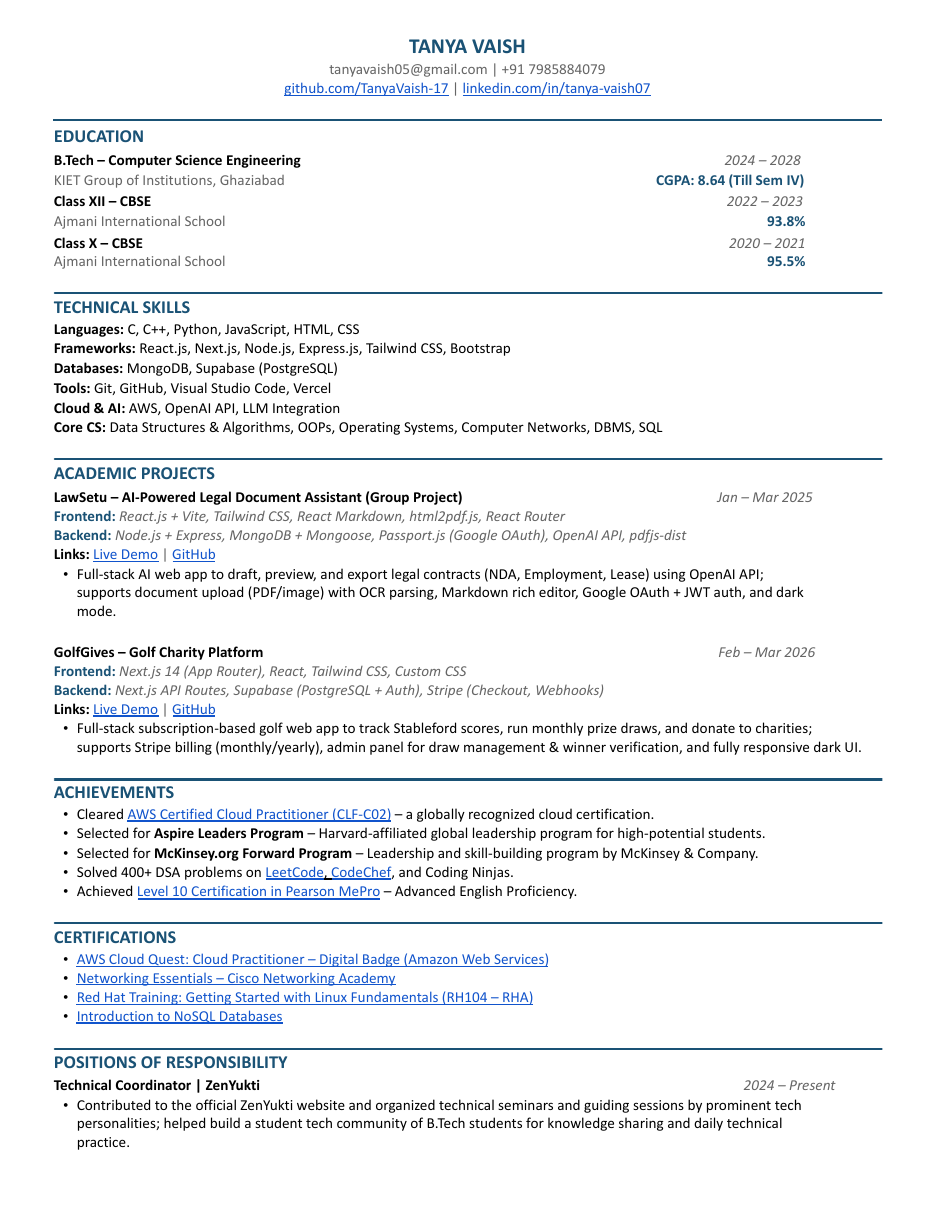 TANYA VAISH
tanyavaish05@gmail.com | +91 7985884079
github.com/TanyaVaish-17 | linkedin.com/in/tanya-vaish07
EDUCATION
B.Tech – Computer Science Engineering 2024 – 2028
KIET Group of Institutions, Ghaziabad CGPA: 8.64 (Till Sem IV)
Class XII – CBSE 2022 – 2023
Ajmani International School 93.8%
Class X – CBSE 2020 – 2021
Ajmani International School 95.5%
TECHNICAL SKILLS
Languages: C, C++, Python, JavaScript, HTML, CSS
Frameworks: React.js, Next.js, Node.js, Express.js, Tailwind CSS, Bootstrap
Databases: MongoDB, Supabase (PostgreSQL)
Tools: Git, GitHub, Visual Studio Code, Vercel
Cloud & AI: AWS, OpenAI API, LLM Integration
Core CS: Data Structures & Algorithms, OOPs, Operating Systems, Computer Networks, DBMS, SQL
ACADEMIC PROJECTS
LawSetu – AI-Powered Legal Document Assistant (Group Project) Jan – Mar 2025
Frontend: React.js + Vite, Tailwind CSS, React Markdown, html2pdf.js, React Router
Backend: Node.js + Express, MongoDB + Mongoose, Passport.js (Google OAuth), OpenAI API, pdfjs-dist
Links: Live Demo | GitHub
• Full-stack AI web app to draft, preview, and export legal contracts (NDA, Employment, Lease) using OpenAI API;
supports document upload (PDF/image) with OCR parsing, Markdown rich editor, Google OAuth + JWT auth, and dark
mode.
GolfGives – Golf Charity Platform Feb – Mar 2026
Frontend: Next.js 14 (App Router), React, Tailwind CSS, Custom CSS
Backend: Next.js API Routes, Supabase (PostgreSQL + Auth), Stripe (Checkout, Webhooks)
Links: Live Demo | GitHub
• Full-stack subscription-based golf web app to track Stableford scores, run monthly prize draws, and donate to charities;
supports Stripe billing (monthly/yearly), admin panel for draw management & winner verification, and fully responsive dark UI.
ACHIEVEMENTS
• Cleared AWS Certified Cloud Practitioner (CLF-C02) – a globally recognized cloud certification.
• Selected for Aspire Leaders Program – Harvard-affiliated global leadership program for high-potential students.
• Selected for McKinsey.org Forward Program – Leadership and skill-building program by McKinsey & Company.
• Solved 400+ DSA problems on LeetCode, CodeChef, and Coding Ninjas.
• Achieved Level 10 Certification in Pearson MePro – Advanced English Proficiency.
CERTIFICATIONS
• AWS Cloud Quest: Cloud Practitioner – Digital Badge (Amazon Web Services)
• Networking Essentials – Cisco Networking Academy
• Red Hat Training: Getting Started with Linux Fundamentals (RH104 – RHA)
• Introduction to NoSQL Databases
POSITIONS OF RESPONSIBILITY
Technical Coordinator | ZenYukti 2024 – Present
• Contributed to the official ZenYukti website and organized technical seminars and guiding sessions by prominent tech
personalities; helped build a student tech community of B.Tech students for knowledge sharing and daily technical
practice.